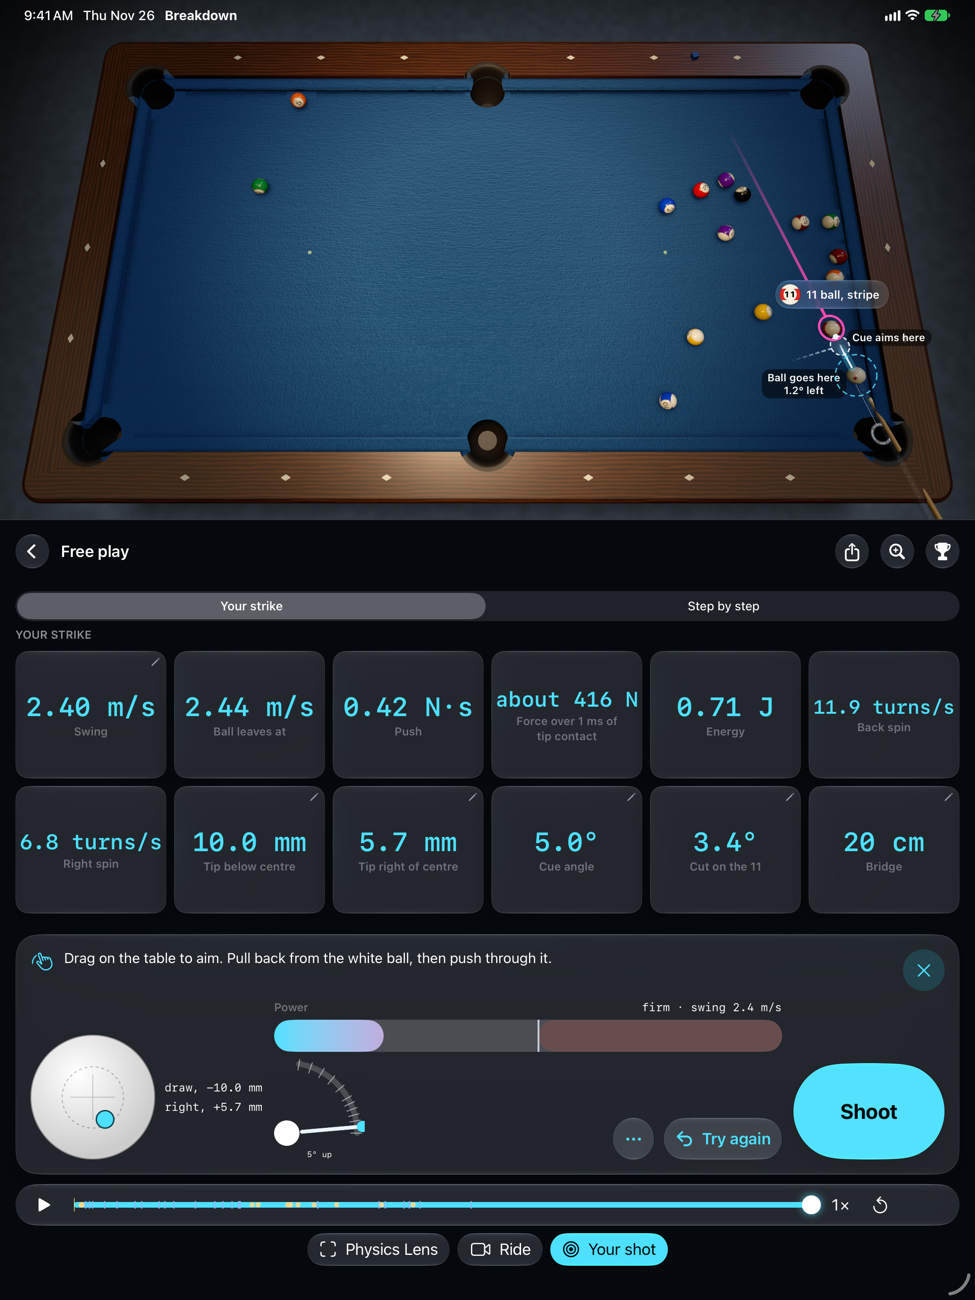 9:41 AM Thu Nov 26 Breakdown
11 11 ball, stripe
Cue aims here
Ball goes here
1.2° left
Free play
Your strike
Step by step
YOUR STRIKE
2.40 m/s
Swing
2.44 m/s
Ball leaves at
0.42 N·s
Push
about 416 N
Force over 1 ms of
tip contact
0.71 J
Energy
11.9 turns/s
Back spin
6.8 turns/s
Right spin
10.0 mm
Tip below centre
5.7 mm
Tip right of centre
5.0°
Cue angle
3.4°
Cut on the 11
20 cm
Bridge
Drag on the table to aim. Pull back from the white ball, then push through it.
Power
firm · swing 2.4 m/s
draw, −10.0 mm
right, +5.7 mm
5° up
Try again
Shoot
1×
Physics Lens
Ride
Your shot